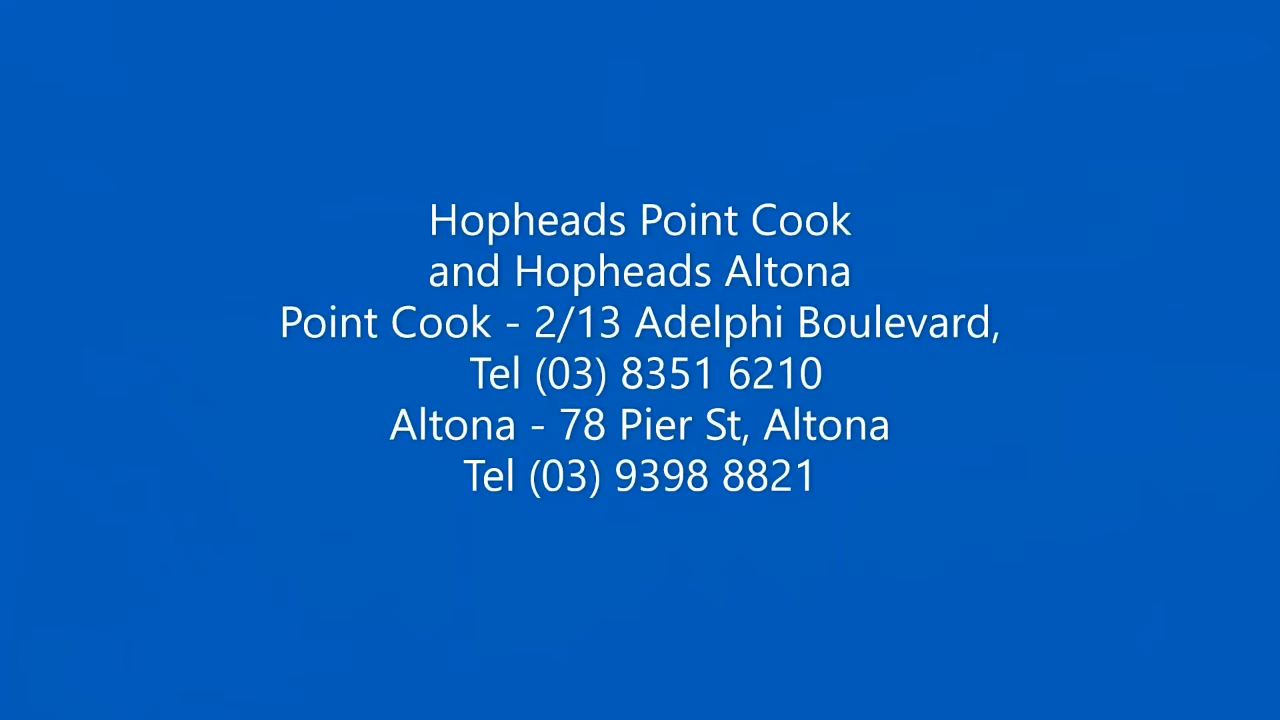 Hopheads Point Cook
and Hopheads Altona
Point Cook - 2/13 Adelphi Boulevard,
Tel (03) 8351 6210
Altona - 78 Pier St, Altona
Tel (03) 9398 8821